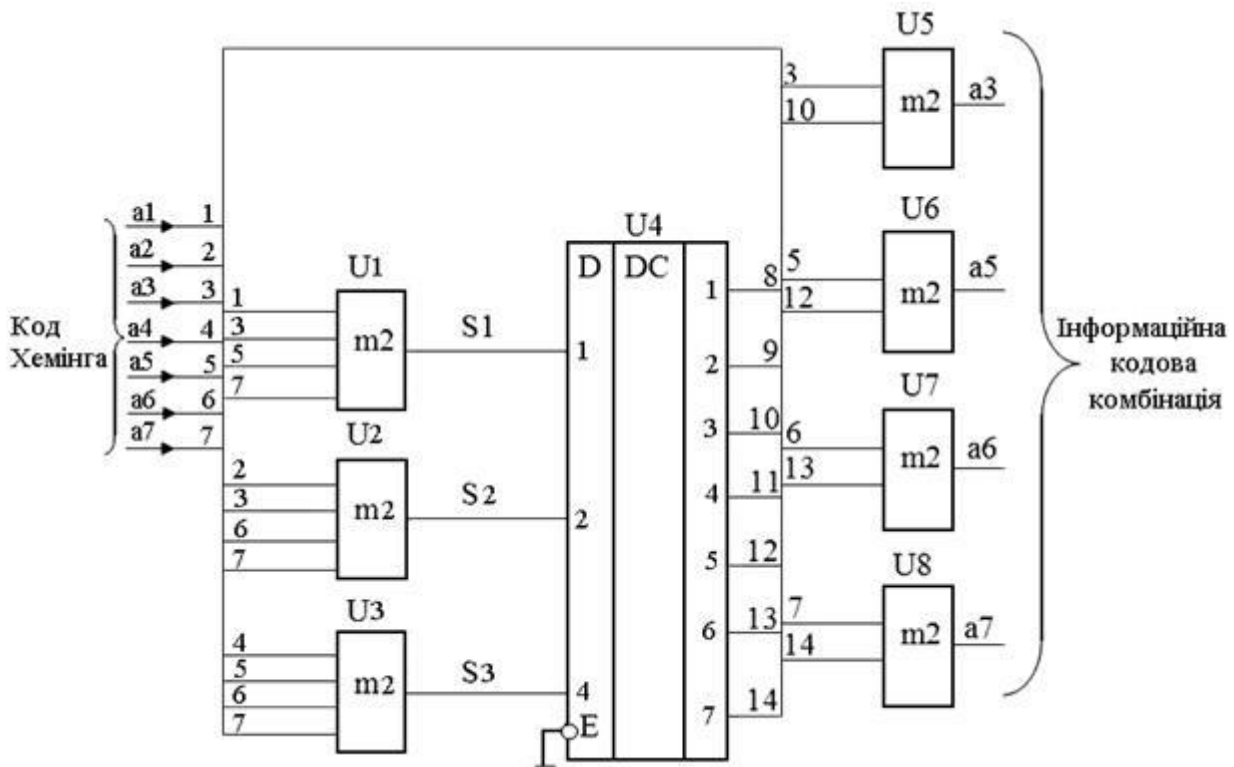 Код
Хемінга
a1 1
a2 2
a3 3
a4 4
a5 5
a6 6
a7 7
U1
1
3
5
7
m2
S1
U2
2
3
6
7
m2
S2
U3
4
5
6
7
m2
S3
U4
D DC
1
2
4
E
1 8
2 9
3 10
4 11
5 12
6 13
7 14
U5
3
10
m2
a3
U6
5
12
m2
a5
U7
6
13
m2
a6
U8
7
14
m2
a7
Інформаційна
кодова
комбінація